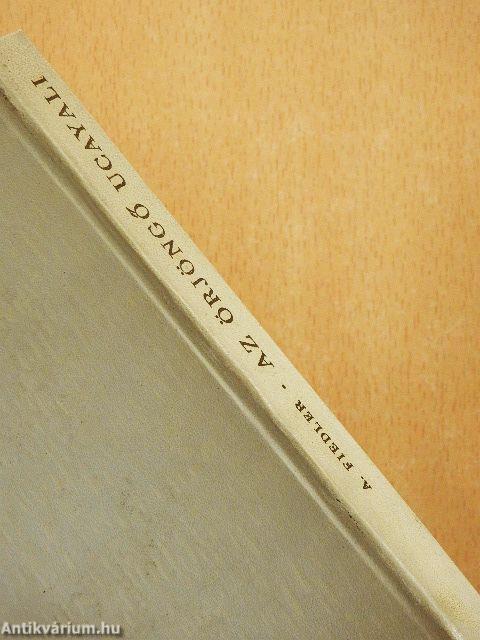 A. FIEDLER - AZ ŐRJÖNGŐ UCAYALI
Antikvárium.hu